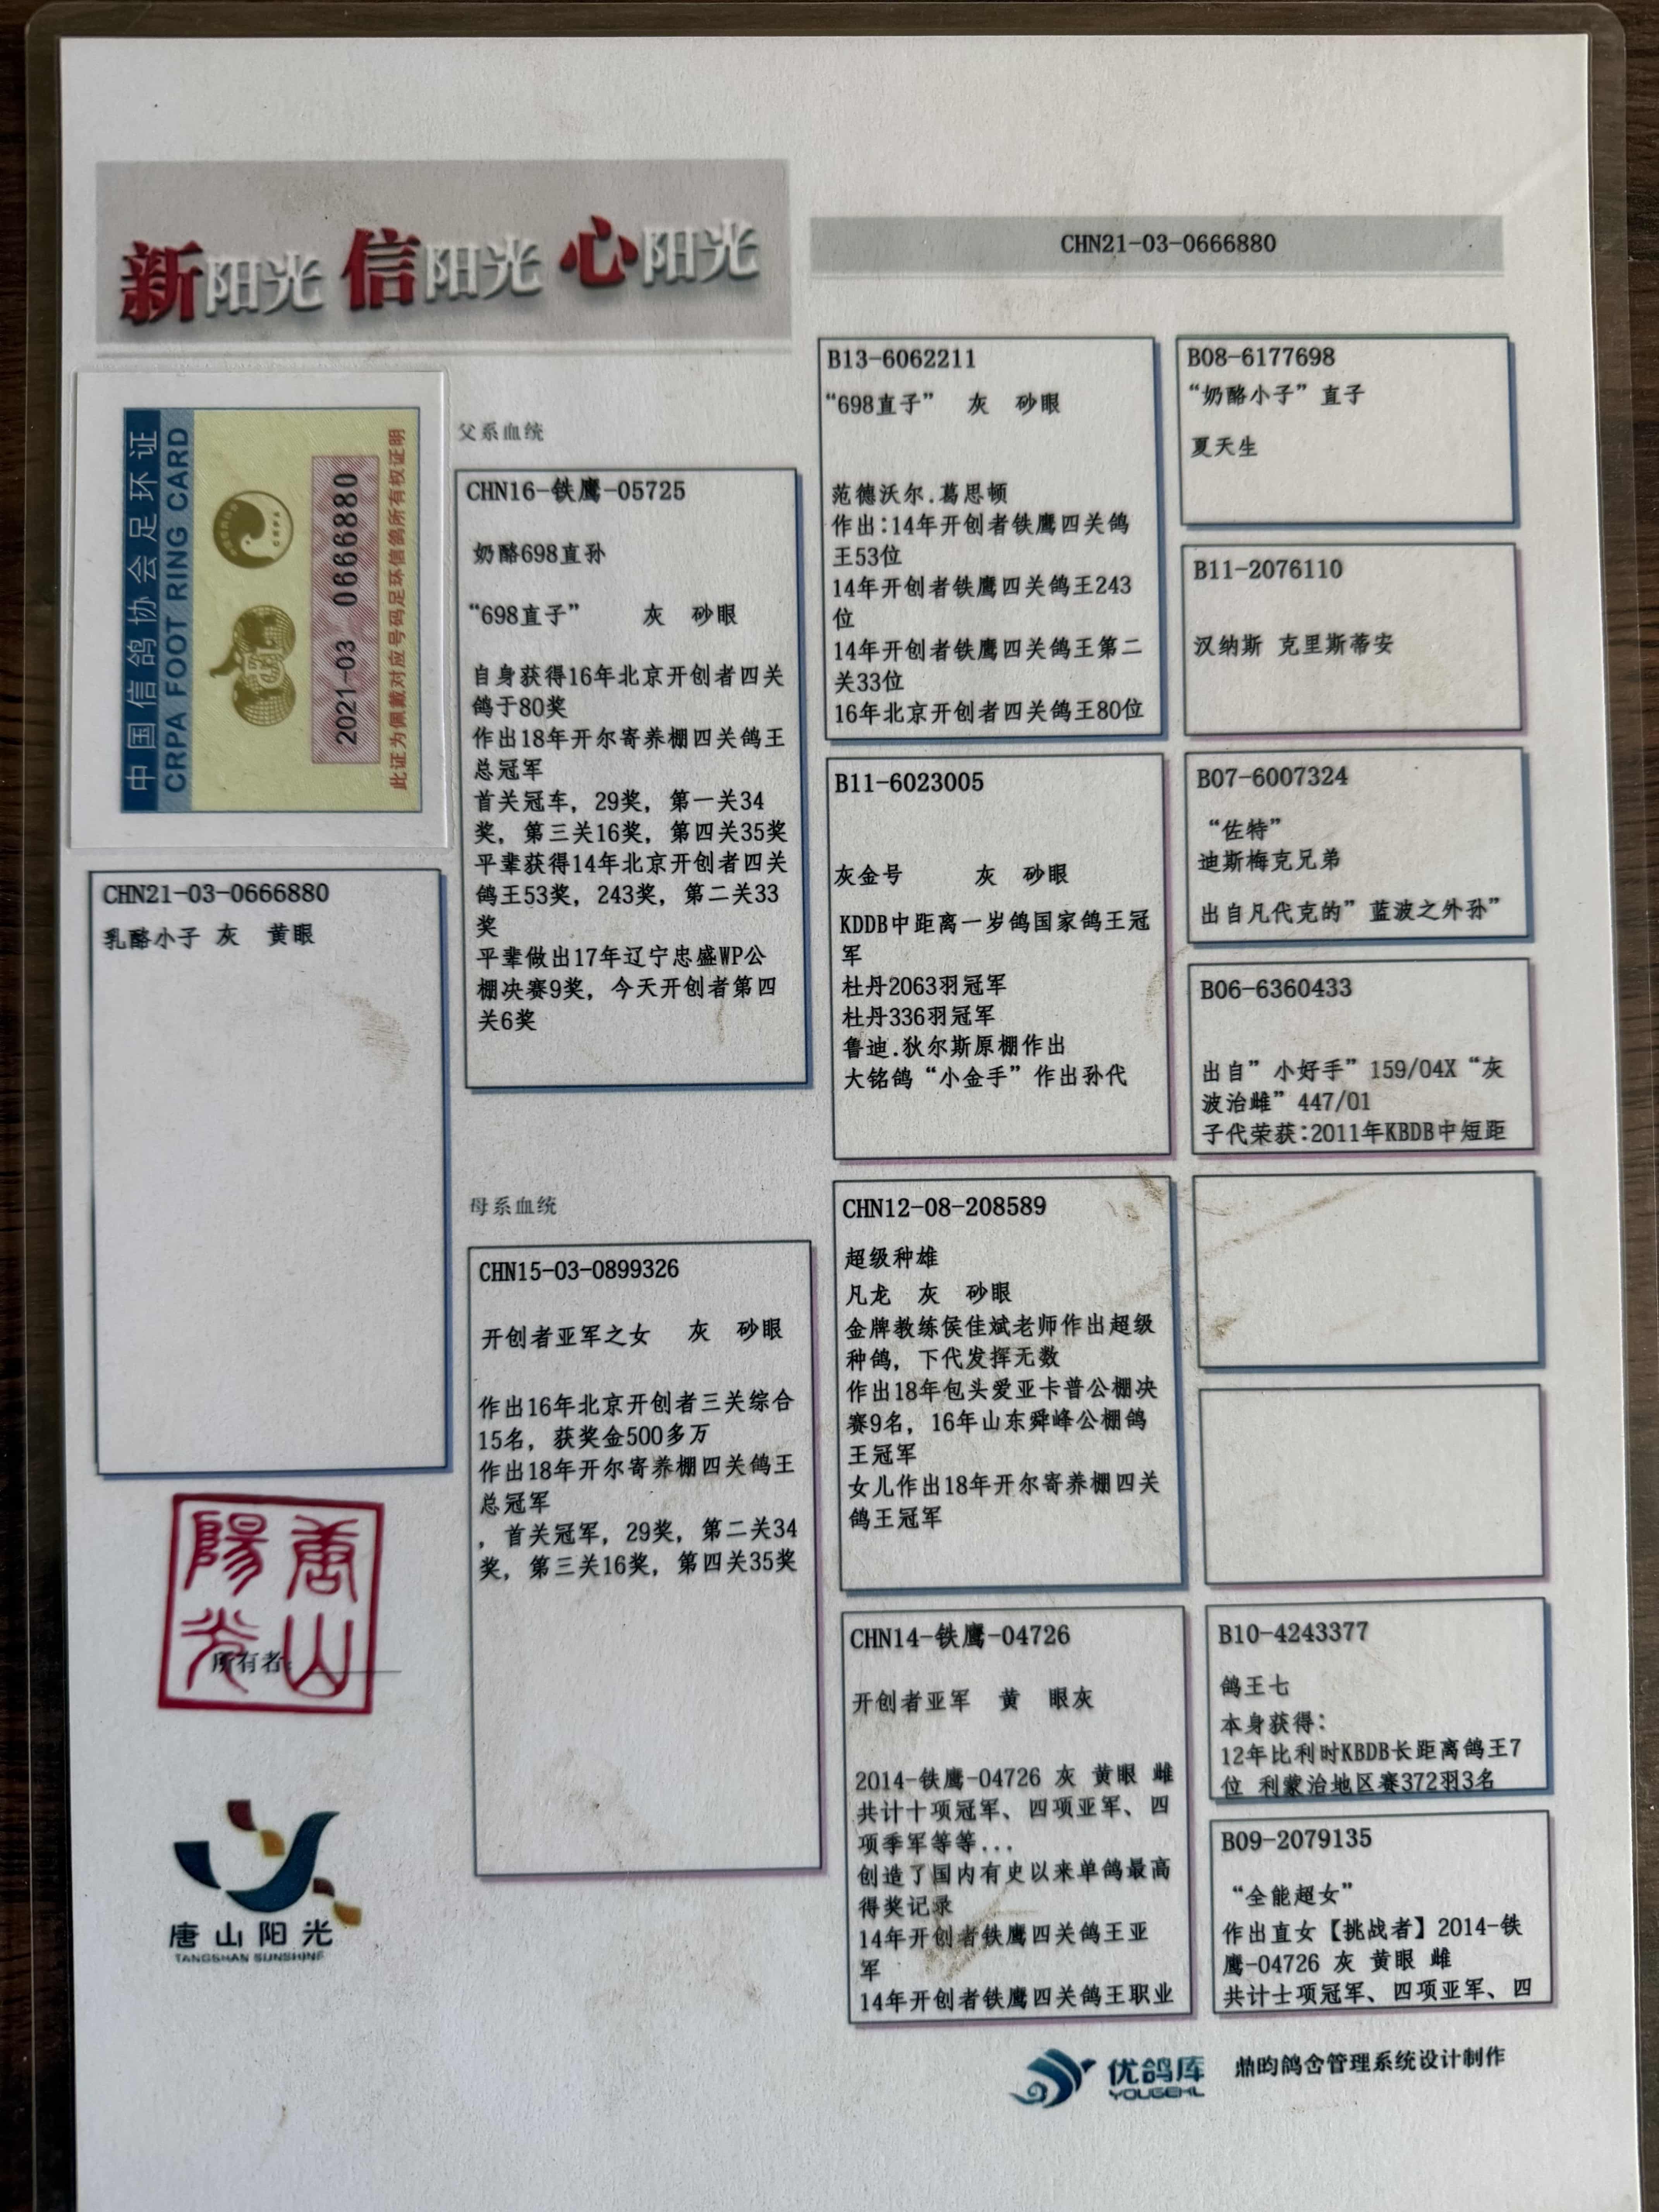 新阳光 信阳光 心阳光
CHN21-03-0666880
中国信鸽协会足环证
CRPA FOOT RING CARD
2021-03 0666880
此证为佩戴对应号码足环信鸽所有权证明
CHN21-03-0666880
乳酪小子 灰 黄眼
父系血统
CHN16-铁鹰-05725
奶酪698直孙
“698直子” 灰 砂眼
自身获得16年北京开创者四关
鸽于80奖
作出18年开尔寄养棚四关鸽王
总冠军
首关冠车, 29奖, 第一关34
奖, 第三关16奖, 第四关35奖
平辈获得14年北京开创者四关
鸽王53奖, 243奖, 第二关33
奖
平辈做出17年辽宁忠盛WP公
棚决赛9奖, 今天开创者第四
关6奖
母系血统
CHN15-03-0899326
开创者亚军之女 灰 砂眼
作出16年北京开创者三关综合
15名, 获奖金500多万
作出18年开尔寄养棚四关鸽王
总冠军
, 首关冠军, 29奖, 第二关34
奖, 第三关16奖, 第四关35奖
B13-6062211
“698直子” 灰 砂眼
范德沃尔.葛思顿
作出:14年开创者铁鹰四关鸽
王53位
14年开创者铁鹰四关鸽王243
位
14年开创者铁鹰四关鸽王第二
关33位
16年北京开创者四关鸽王80位
B11-6023005
灰金号 灰 砂眼
KDDB中距离一岁鸽国家鸽王冠
军
杜丹2063羽冠军
杜丹336羽冠军
鲁迪.狄尔斯原棚作出
大铭鸽“小金手”作出孙代
CHN12-08-208589
超级种雄
凡龙 灰 砂眼
金牌教练侯佳斌老师作出超级
种鸽, 下代发挥无数
作出18年包头爱亚卡普公棚决
赛9名, 16年山东舜峰公棚鸽
王冠军
女儿作出18年开尔寄养棚四关
鸽王冠军
CHN14-铁鹰-04726
开创者亚军 黄 眼灰
2014-铁鹰-04726 灰 黄眼 雌
共计十项冠军、四项亚军、四
项季军等等...
创造了国内有史以来单鸽最高
得奖记录
14年开创者铁鹰四关鸽王亚
军
14年开创者铁鹰四关鸽王职业
B08-6177698
“奶酪小子”直子
夏天生
B11-2076110
汉纳斯 克里斯蒂安
B07-6007324
“佐特”
迪斯梅克兄弟
出自凡代克的”蓝波之外孙”
B06-6360433
出自”小好手”159/04X“灰
波治雌”447/01
子代荣获:2011年KBDB中短距
B10-4243377
鸽王七
本身获得:
12年比利时KBDB长距离鸽王7
位 利蒙治地区赛372羽3名
B09-2079135
“全能超女”
作出直女【挑战者】2014-铁
鹰-04726 灰 黄眼 雌
共计士项冠军、四项亚军、四
唐山
陽光
所有者:
唐山阳光
TANGSHAN SUNSHINE
优鸽库
YOUGEKU
鼎昀鸽舍管理系统设计制作